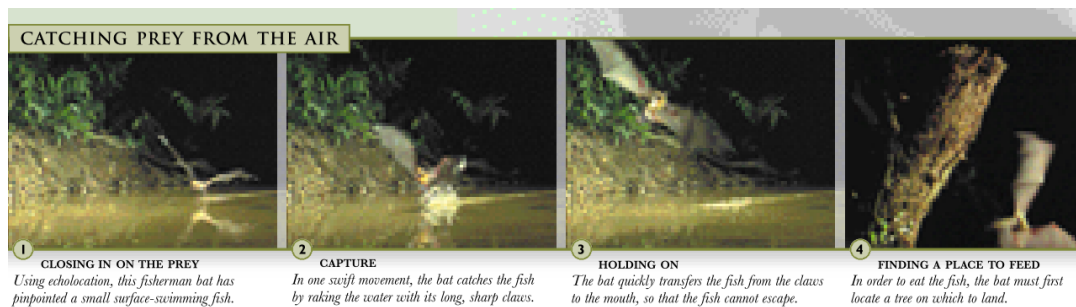 CATCHING PREY FROM THE AIR
1
CLOSING IN ON THE PREY
Using echolocation, this fisherman bat has
pinpointed a small surface-swimming fish.
2
CAPTURE
In one swift movement, the bat catches the fish
by raking the water with its long, sharp claws.
3
HOLDING ON
The bat quickly transfers the fish from the claws
to the mouth, so that the fish cannot escape.
4
FINDING A PLACE TO FEED
In order to eat the fish, the bat must first
locate a tree on which to land.